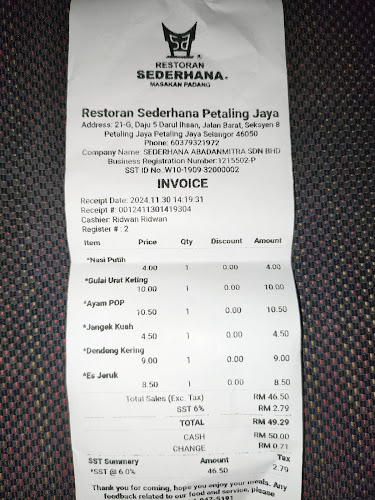 RESTORAN
SEDERHANA®
MASAKAN PADANG
Restoran Sederhana Petaling Jaya
Address: 21-G, Daju 5 Darul Ihsan, Jalan Barat, Seksyen 8
Petaling Jaya Petaling Jaya Selangor 46050
Phone: 60379321972
Company Name: SEDERHANA ABADANMITRA SDN BHD
Business Registration Number:1215502-P
SST ID No.:W10-1909-32000002
INVOICE
Receipt Date: 2024.11.30 14:19:31
Receipt #: 0012411301419304
Cashier: Ridwan Ridwan
Register # : 2
Item Price Qty Discount Amount
*Nasi Putih
4.00 1 0.00 4.00
*Gulai Urat Keting
10.00 1 0.00 10.00
*Ayam POP
10.50 1 0.00 10.50
*Jangek Kuah
4.50 1 0.00 4.50
*Dendeng Kering
9.00 1 0.00 9.00
*Es Jeruk
8.50 1 0.00 8.50
Total Sales (Exc. Tax) RM 46.50
SST 6% RM 2.79
TOTAL RM 49.29
CASH RM 50.00
CHANGE RM 0.71
SST Summary Amount Tax
*SST @ 6.0% 46.50 2.79
Thank you for coming, hope you enjoy your meals. Any
feedback related to our food and service, please